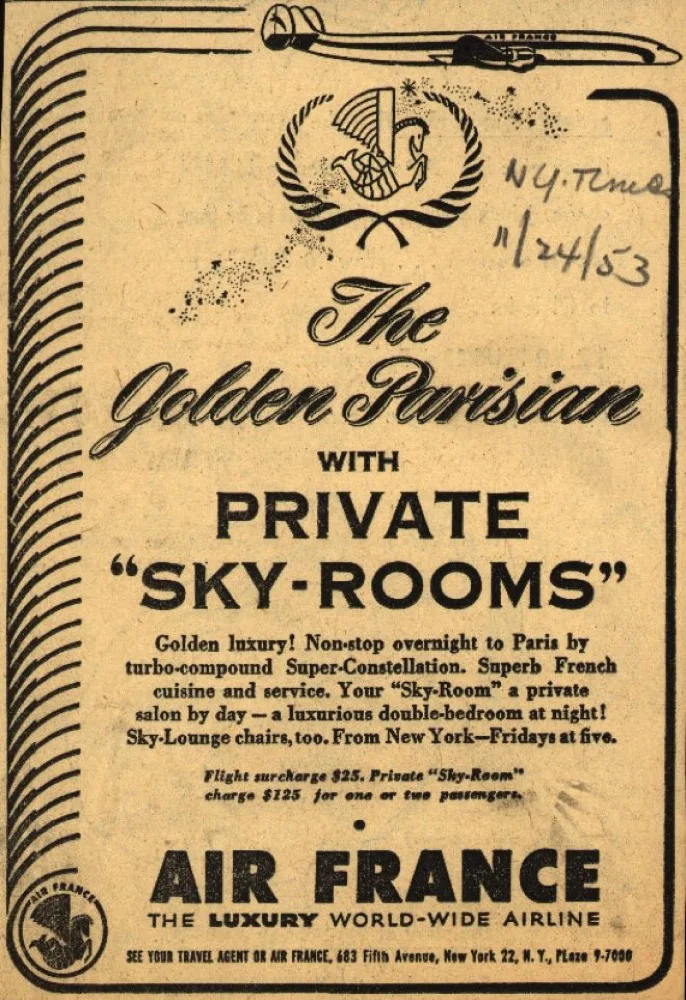 AIR FRANCE
N.Y. Times
11/24/53
The
Golden Parisian
WITH
PRIVATE
“SKY-ROOMS”
Golden luxury! Non-stop overnight to Paris by
turbo-compound Super-Constellation. Superb French
cuisine and service. Your “Sky-Room” a private
salon by day — a luxurious double-bedroom at night!
Sky-Lounge chairs, too. From New York—Fridays at five.
Flight surcharge $25. Private “Sky-Room”
charge $125 for one or two passengers.
AIR FRANCE
THE LUXURY WORLD-WIDE AIRLINE
AIR FRANCE
SEE YOUR TRAVEL AGENT OR AIR FRANCE, 683 Fifth Avenue, New York 22, N. Y., PLaza 9-7000